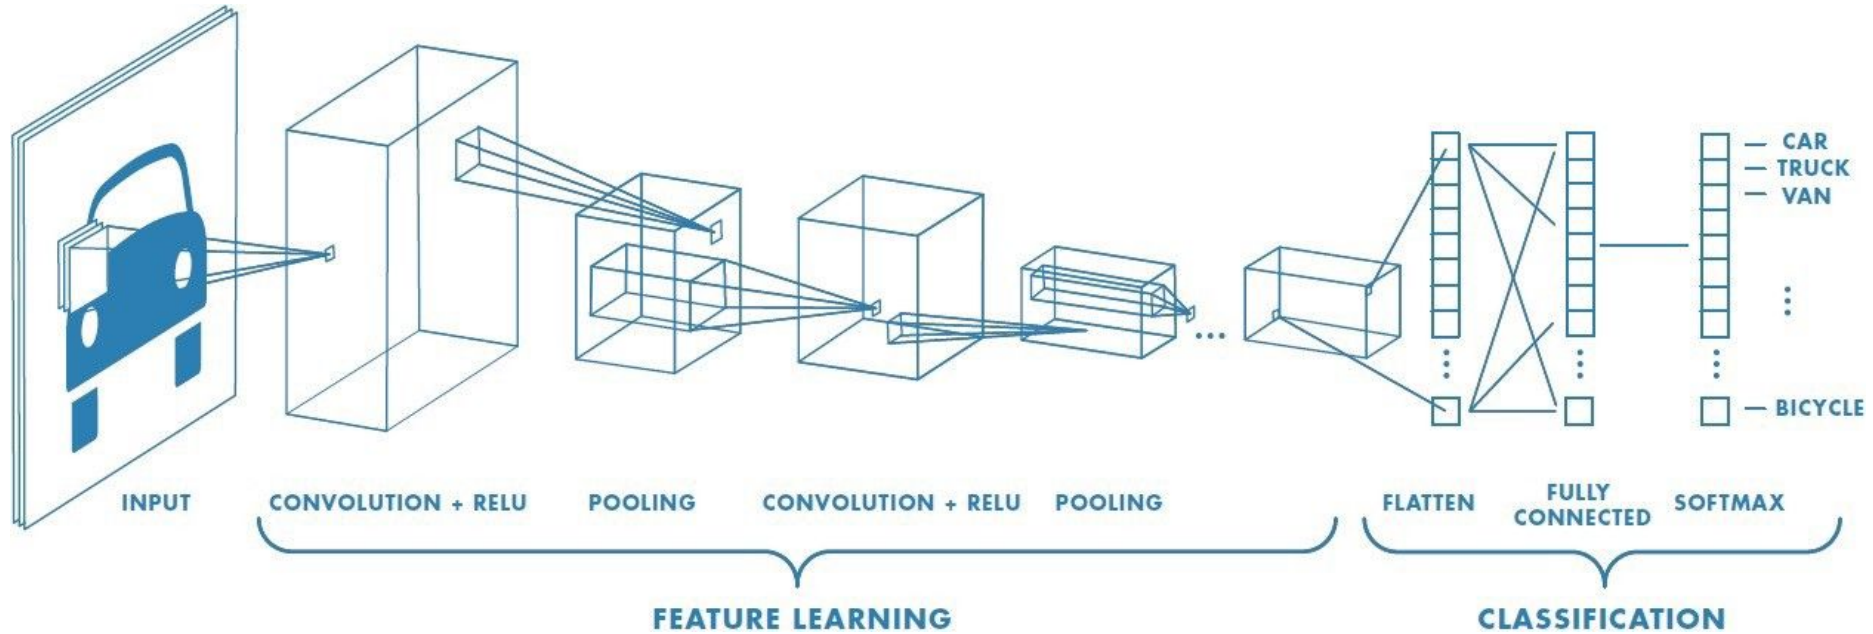 CAR
TRUCK
VAN
BICYCLE
INPUT
CONVOLUTION + RELU
POOLING
CONVOLUTION + RELU
POOLING
FLATTEN
FULLY
CONNECTED
SOFTMAX
FEATURE LEARNING
CLASSIFICATION